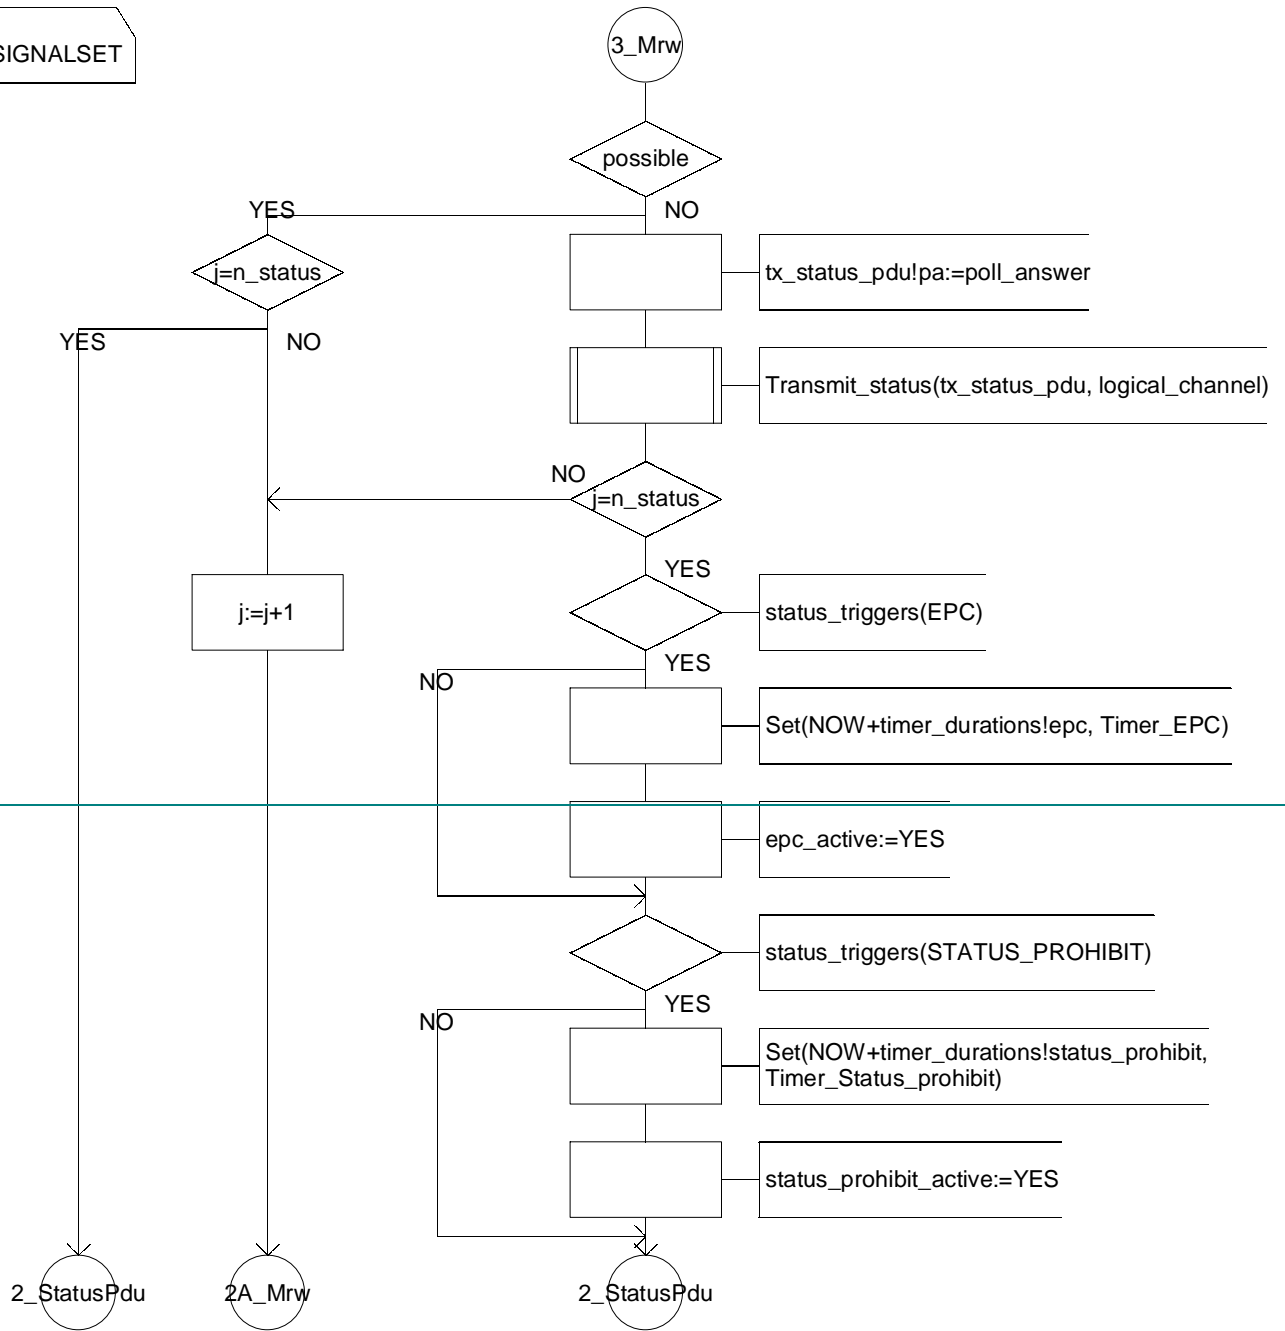 SIGNALSET
3_Mrw
possible
YES
NO
j=n_status
tx_status_pdu!pa:=poll_answer
YES
NO
Transmit_status(tx_status_pdu, logical_channel)
NO
j=n_status
YES
j:=j+1
status_triggers(EPC)
YES
NO
Set(NOW+timer_durations!epc, Timer_EPC)
epc_active:=YES
status_triggers(STATUS_PROHIBIT)
YES
NO
Set(NOW+timer_durations!status_prohibit,
Timer_Status_prohibit)
status_prohibit_active:=YES
2_StatusPdu
2A_Mrw
2_StatusPdu